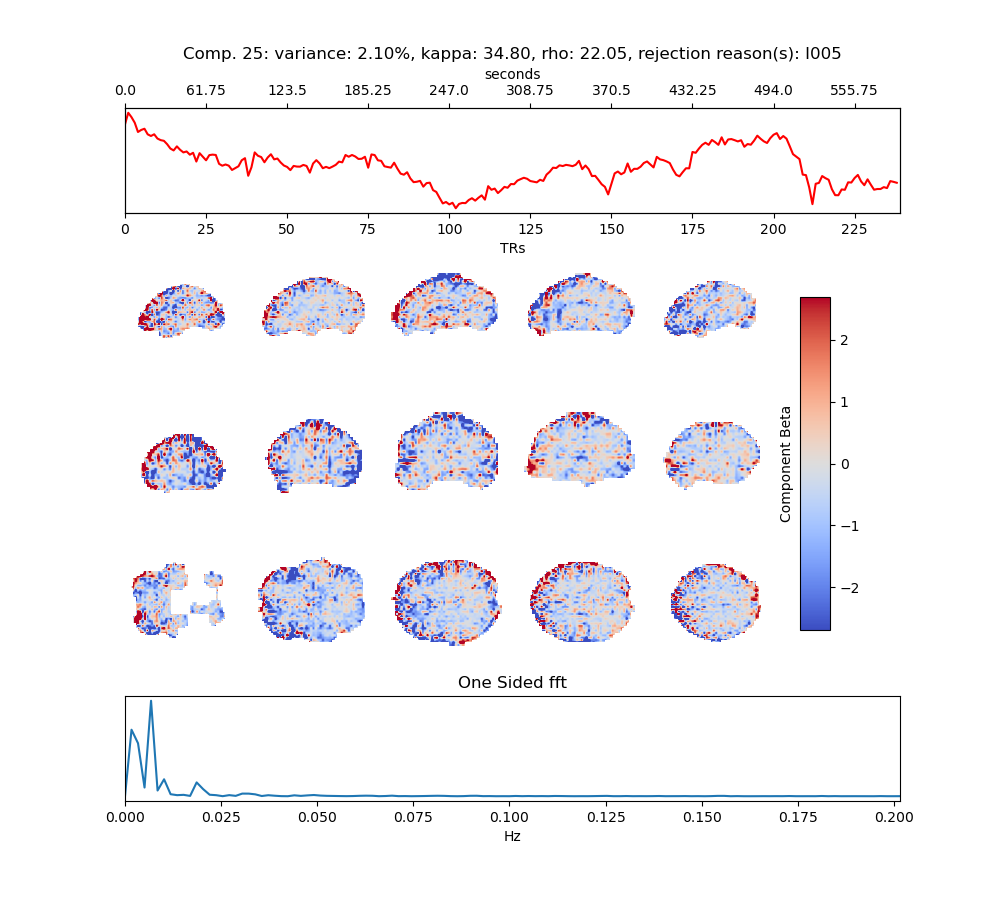 Comp. 25: variance: 2.10%, kappa: 34.80, rho: 22.05, rejection reason(s): I005
seconds
0.0 61.75 123.5 185.25 247.0 308.75 370.5 432.25 494.0 555.75
0 25 50 75 100 125 150 175 200 225
TRs
2
1
0
−1
−2
Component Beta
One Sided fft
0.000 0.025 0.050 0.075 0.100 0.125 0.150 0.175 0.200
Hz